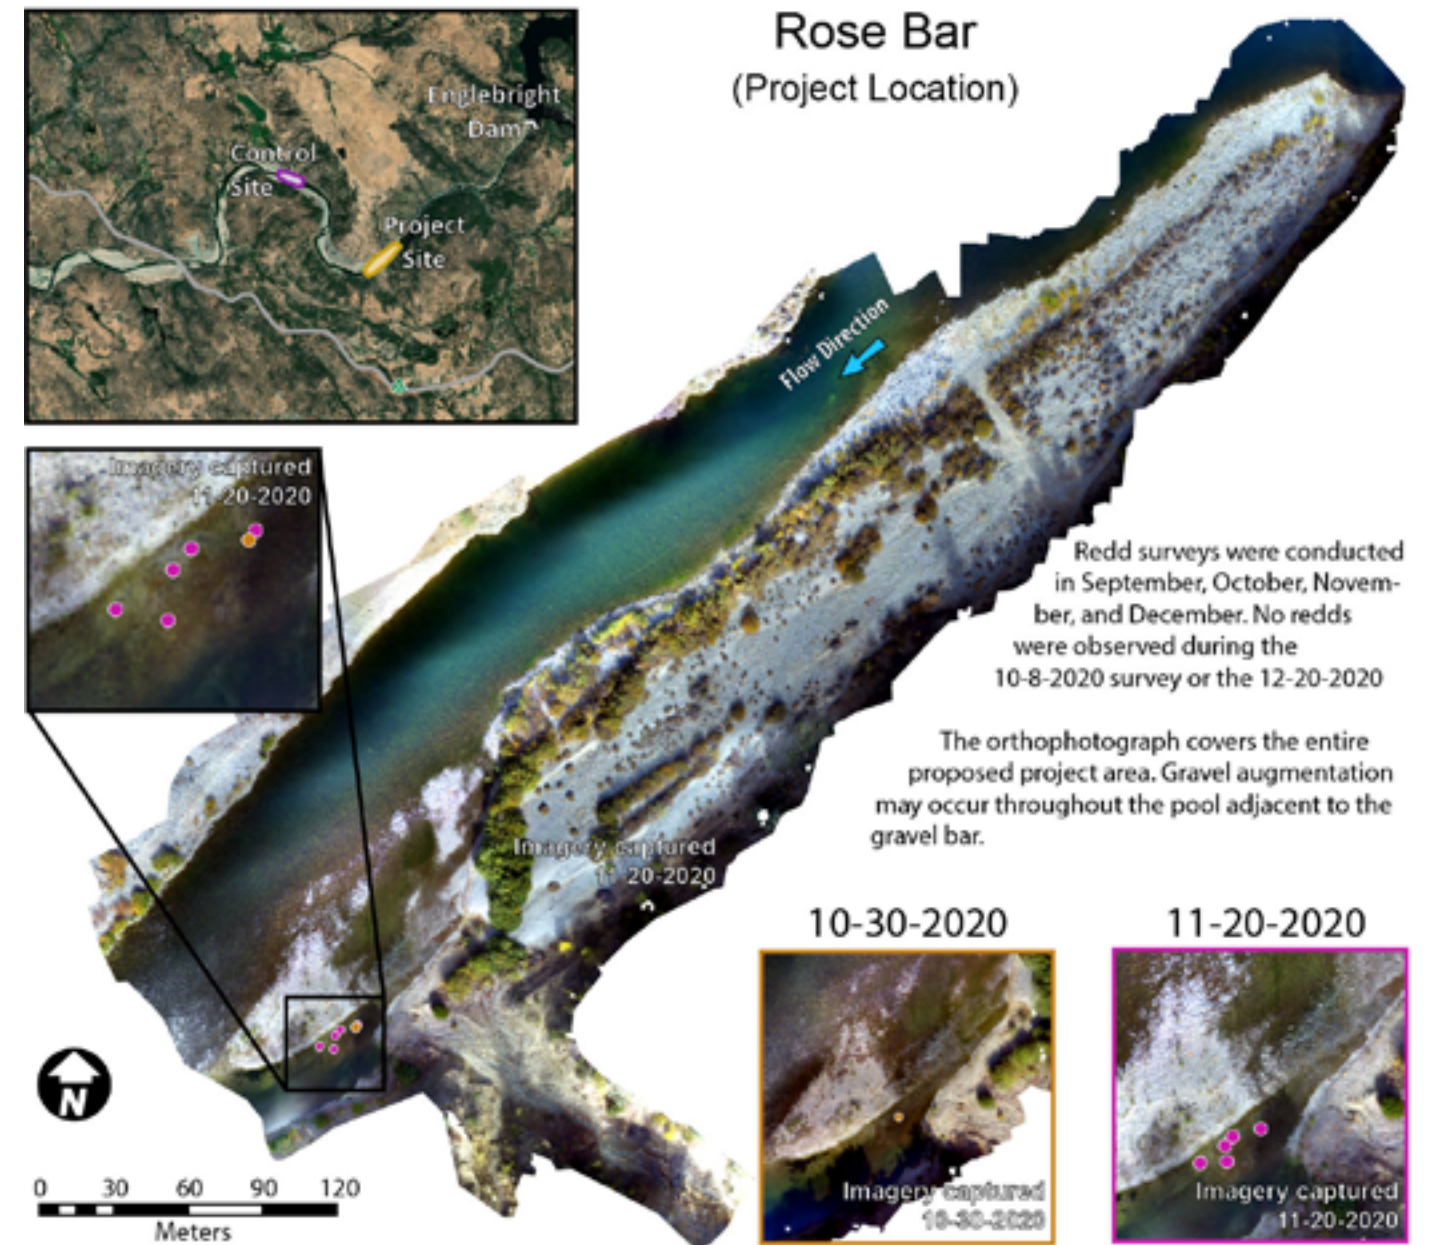 Rose Bar
(Project Location)
Englebright
Dam
Control
Site
Project
Site
Flow Direction
Imagery captured
11-20-2020
Redd surveys were conducted
in September, October, Novem-
ber, and December. No redds
were observed during the
10-8-2020 survey or the 12-20-2020
The orthophotograph covers the entire
proposed project area. Gravel augmentation
may occur throughout the pool adjacent to the
gravel bar.
Imagery captured
11-20-2020
10-30-2020
11-20-2020
Imagery captured
10-30-2020
Imagery captured
11-20-2020
N
0 30 60 90 120
Meters